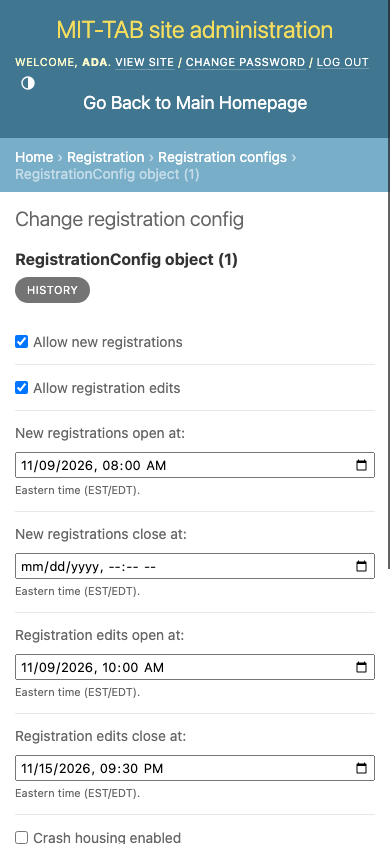 MIT-TAB site administration
WELCOME, ADA. VIEW SITE / CHANGE PASSWORD / LOG OUT
Go Back to Main Homepage
Home › Registration › Registration configs ›
RegistrationConfig object (1)
Change registration config
RegistrationConfig object (1)
HISTORY
Allow new registrations
Allow registration edits
New registrations open at:
11/09/2026, 08:00 AM
Eastern time (EST/EDT).
New registrations close at:
mm/dd/yyyy, --:-- --
Eastern time (EST/EDT).
Registration edits open at:
11/09/2026, 10:00 AM
Eastern time (EST/EDT).
Registration edits close at:
11/15/2026, 09:30 PM
Eastern time (EST/EDT).
Crash housing enabled